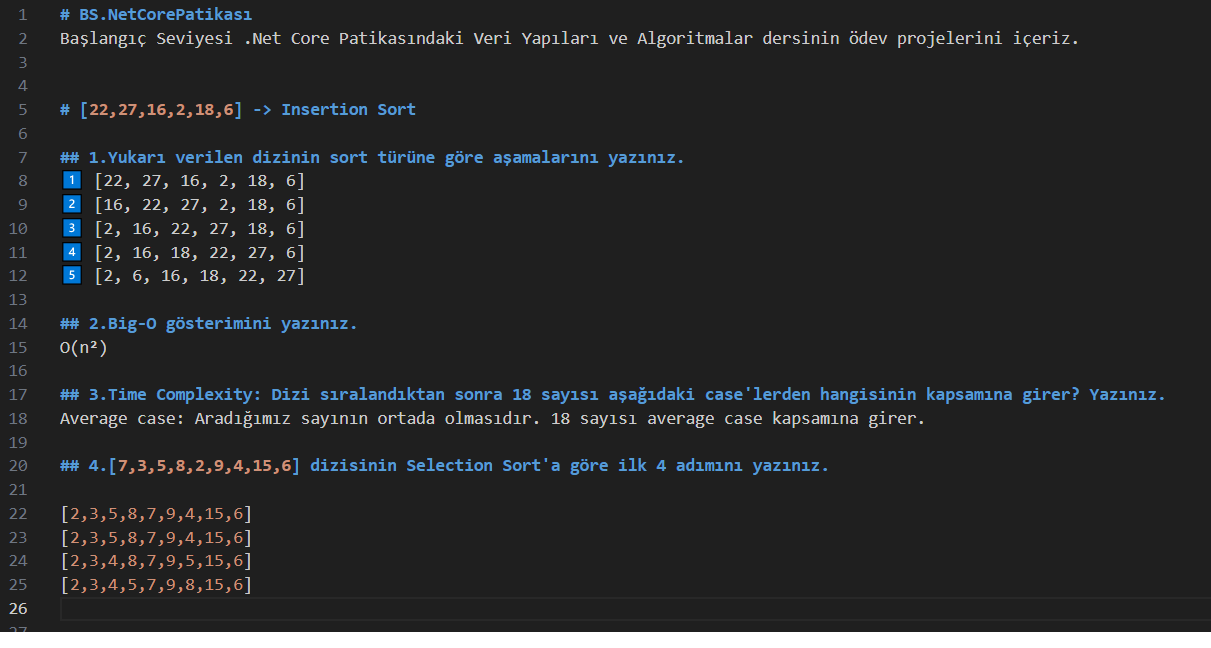 1 # BS.NetCorePatikası
2 Başlangıç Seviyesi .Net Core Patikasındaki Veri Yapıları ve Algoritmalar dersinin ödev projelerini içeriz.
3
4
5 # [22,27,16,2,18,6] -> Insertion Sort
6
7 ## 1.Yukarı verilen dizinin sort türüne göre aşamalarını yazınız.
8 1 [22, 27, 16, 2, 18, 6]
9 2 [16, 22, 27, 2, 18, 6]
10 3 [2, 16, 22, 27, 18, 6]
11 4 [2, 16, 18, 22, 27, 6]
12 5 [2, 6, 16, 18, 22, 27]
13
14 ## 2.Big-O gösterimini yazınız.
15 O(n²)
16
17 ## 3.Time Complexity: Dizi sıralandıktan sonra 18 sayısı aşağıdaki case'lerden hangisinin kapsamına girer? Yazınız.
18 Average case: Aradığımız sayının ortada olmasıdır. 18 sayısı average case kapsamına girer.
19
20 ## 4.[7,3,5,8,2,9,4,15,6] dizisinin Selection Sort'a göre ilk 4 adımını yazınız.
21
22 [2,3,5,8,7,9,4,15,6]
23 [2,3,5,8,7,9,4,15,6]
24 [2,3,4,8,7,9,5,15,6]
25 [2,3,4,5,7,9,8,15,6]
26
27